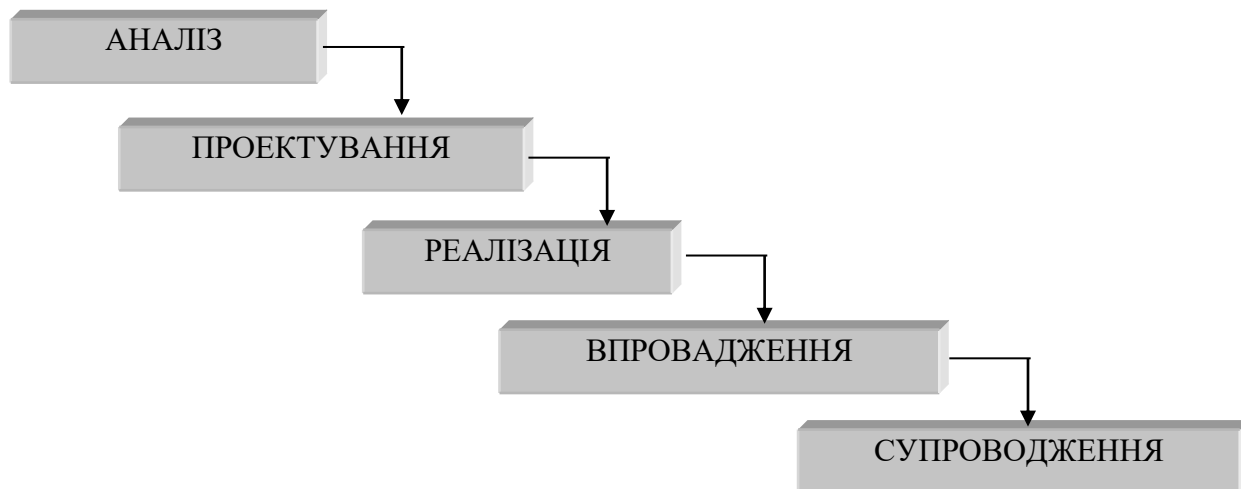 АНАЛІЗ
ПРОЕКТУВАННЯ
РЕАЛІЗАЦІЯ
ВПРОВАДЖЕННЯ
СУПРОВОДЖЕННЯ